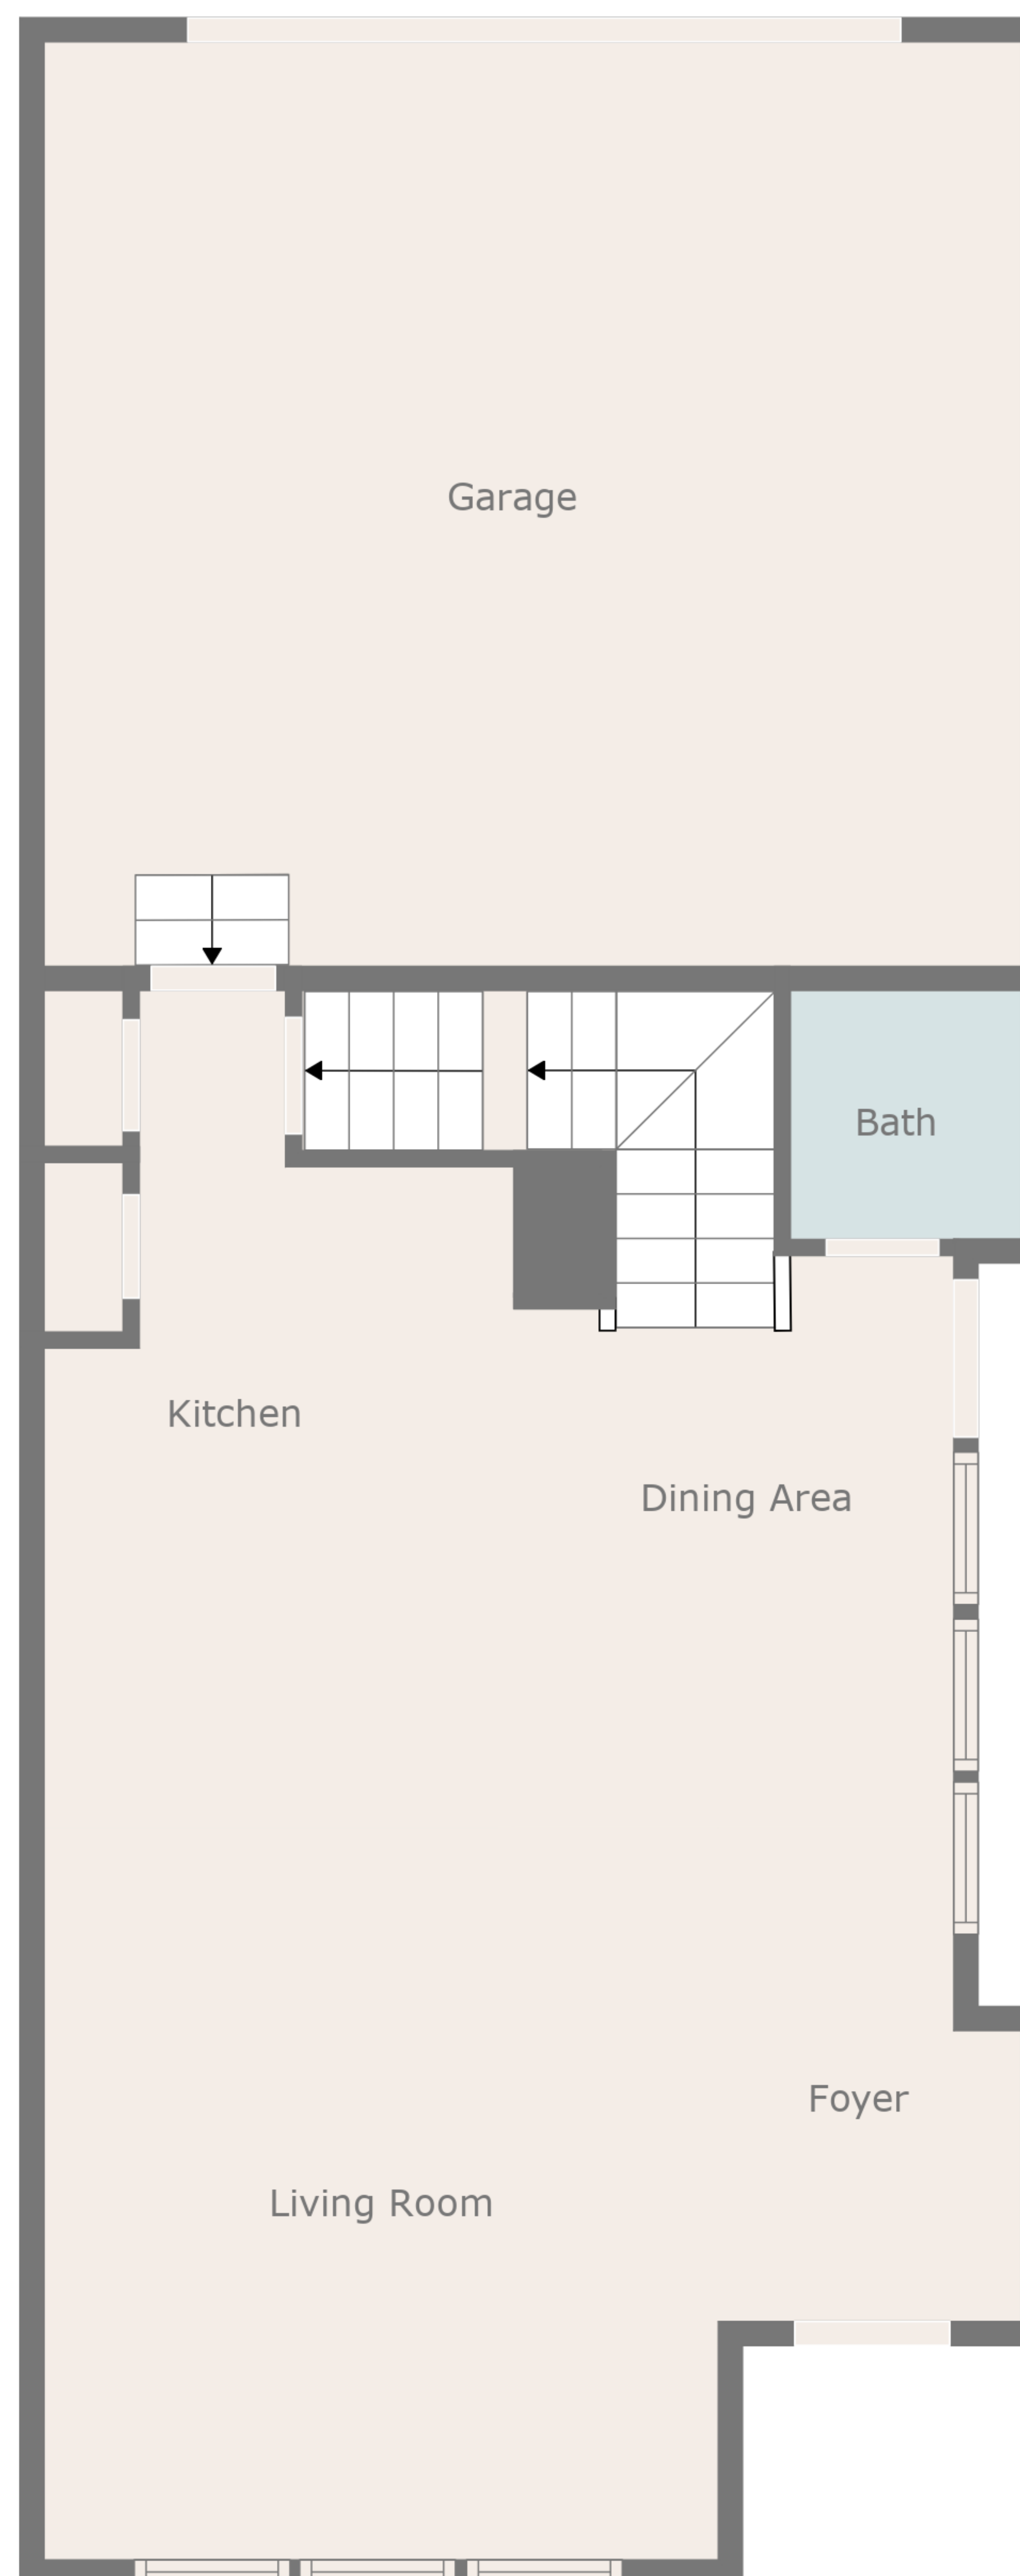 Garage
Bath
Kitchen
Dining Area
Foyer
Living Room